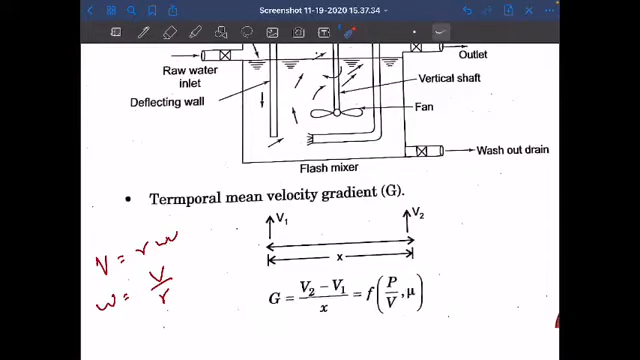 Screenshot 11-19-2020 15.37.34
Raw water
inlet
Deflecting wall
Outlet
Vertical shaft
Fan
Wash out drain
Flash mixer
• Termporal mean velocity gradient (G).
V₁ V₂
x
G = (V₂ − V₁)/x = f(P/V, μ)
V = rω
ω = V/r